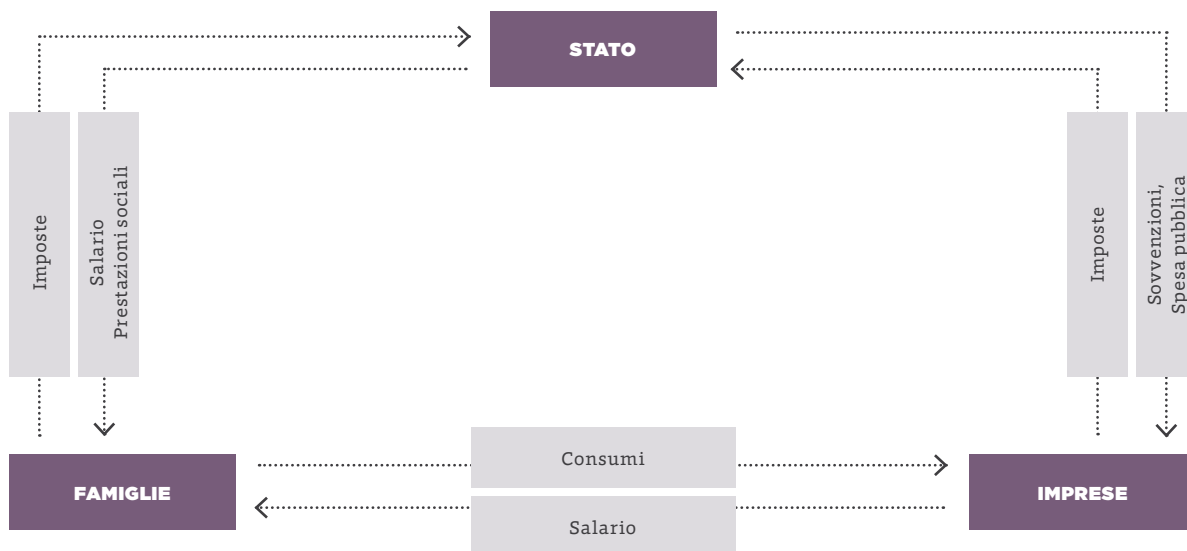 STATO
Imposte
Salario
Prestazioni sociali
Imposte
Sovvenzioni,
Spesa pubblica
Consumi
FAMIGLIE
IMPRESE
Salario